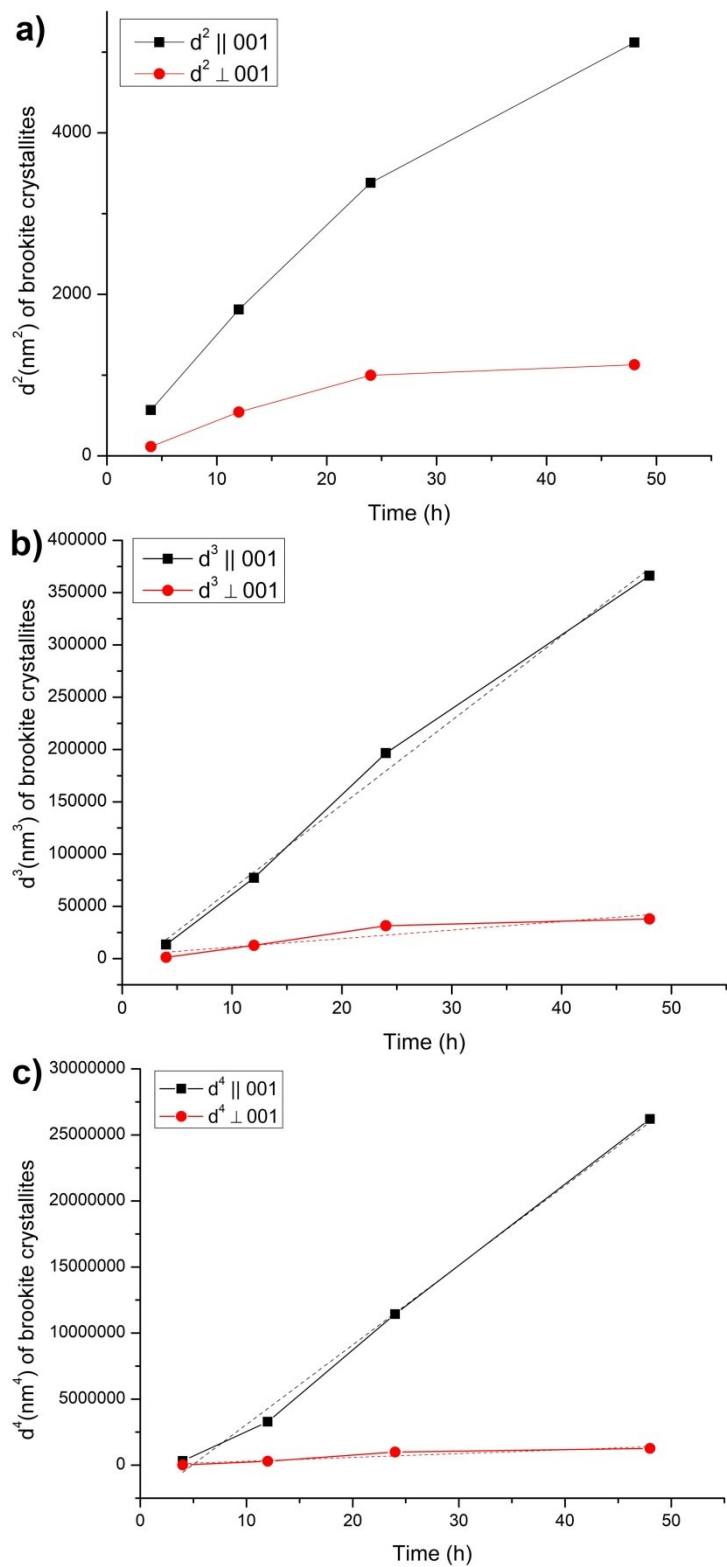 a)
d² || 001
d² ⊥ 001
4000
2000
0
d²(nm²) of brookite crystallites
0 10 20 30 40 50
Time (h)
b)
d³ || 001
d³ ⊥ 001
400000
350000
300000
250000
200000
150000
100000
50000
0
d³(nm³) of brookite crystallites
0 10 20 30 40 50
Time (h)
c)
d⁴ || 001
d⁴ ⊥ 001
30000000
25000000
20000000
15000000
10000000
5000000
0
d⁴(nm⁴) of brookite crystallites
0 10 20 30 40 50
Time (h)